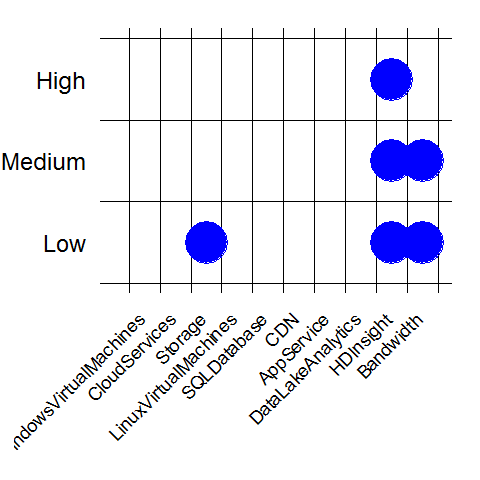 High
Medium
Low
ndowsVirtualMachines
CloudServices
Storage
LinuxVirtualMachines
SQLDatabase
CDN
AppService
DataLakeAnalytics
HDInsight
Bandwidth